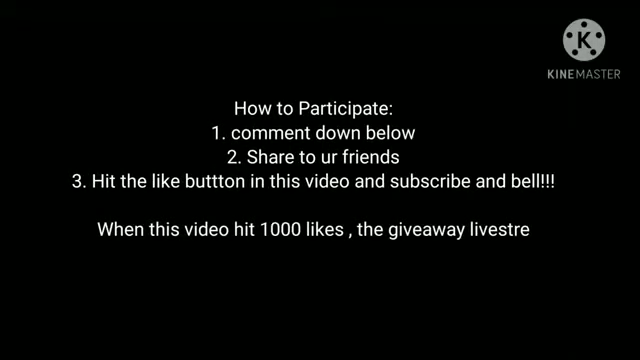 KINEMASTER
How to Participate:
1. comment down below
2. Share to ur friends
3. Hit the like buttton in this video and subscribe and bell!!!
When this video hit 1000 likes , the giveaway livestre